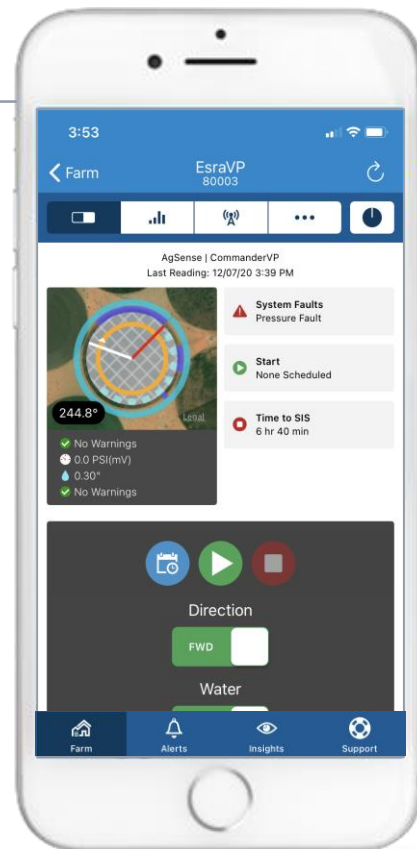 3:53
Farm
EsraVP
80003
AgSense | CommanderVP
Last Reading: 12/07/20 3:39 PM
244.8°
Legal
No Warnings
0.0 PSI(mV)
0.30"
No Warnings
System Faults
Pressure Fault
Start
None Scheduled
Time to SIS
6 hr 40 min
Direction
FWD
Water
Farm
Alerts
Insights
Support